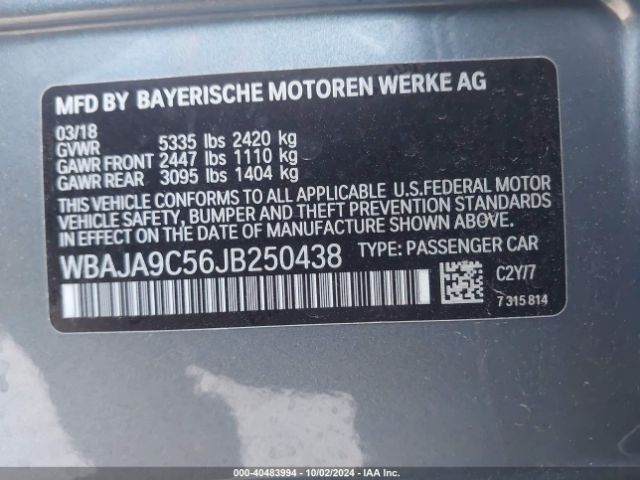 MFD BY BAYERISCHE MOTOREN WERKE AG
03/18
GVWR 5335 lbs 2420 kg
GAWR FRONT 2447 lbs 1110 kg
GAWR REAR 3095 lbs 1404 kg
THIS VEHICLE CONFORMS TO ALL APPLICABLE U.S.FEDERAL MOTOR
VEHICLE SAFETY, BUMPER AND THEFT PREVENTION STANDARDS
IN EFFECT ON THE DATE OF MANUFACTURE SHOWN ABOVE.
WBAJA9C56JB250438 TYPE: PASSENGER CAR
C2Y/7
7 315 814
000-40483994 | 10/02/2024 | IAA Inc.